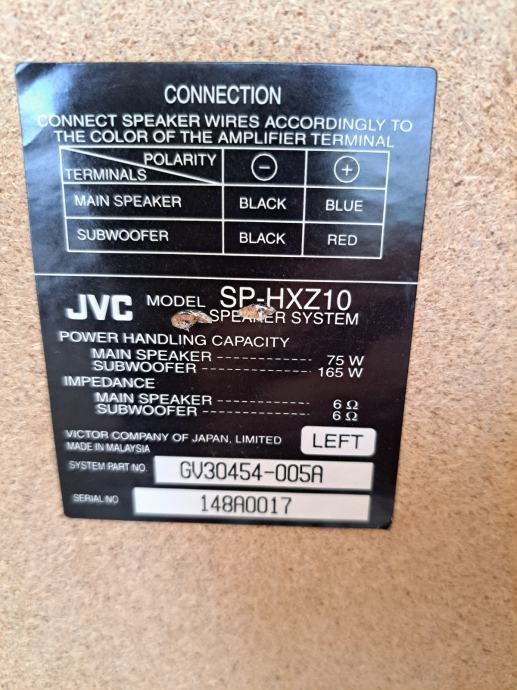 CONNECTION
CONNECT SPEAKER WIRES ACCORDINGLY TO
THE COLOR OF THE AMPLIFIER TERMINAL
POLARITY
TERMINALS
- +
MAIN SPEAKER BLACK BLUE
SUBWOOFER BLACK RED
JVC MODEL SP-HXZ10
SPEAKER SYSTEM
POWER HANDLING CAPACITY
MAIN SPEAKER ------------ 75 W
SUBWOOFER ------------ 165 W
IMPEDANCE
MAIN SPEAKER ------------ 6 Ω
SUBWOOFER ------------ 6 Ω
VICTOR COMPANY OF JAPAN, LIMITED
MADE IN MALAYSIA
LEFT
SYSTEM PART NO. GV30454-005A
SERIAL NO 148A0017